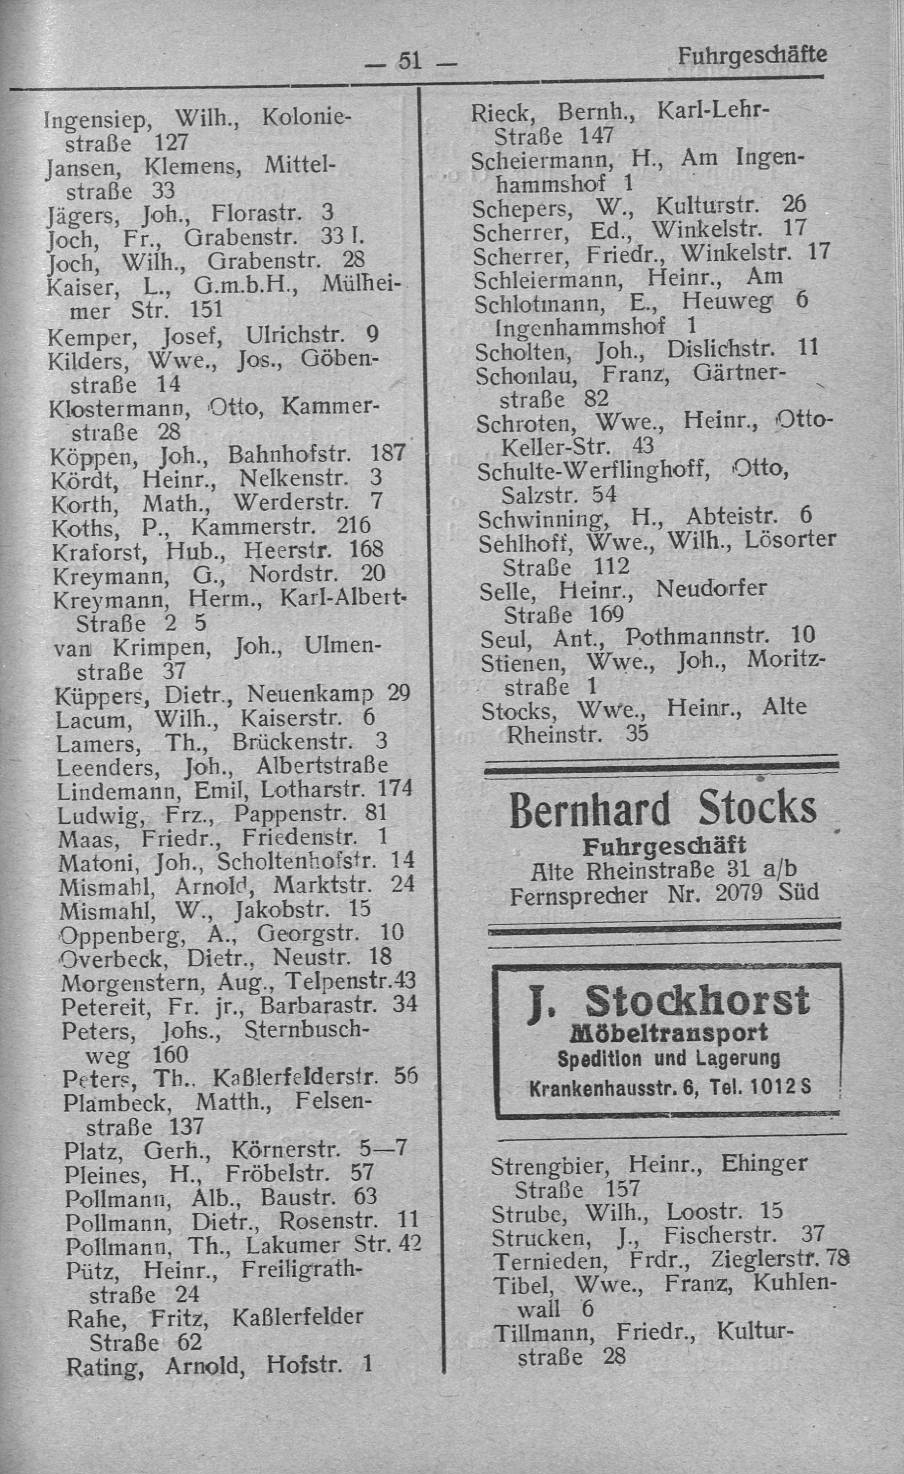 — 51 —
Fuhrgeschäfte
Ingensiep, Wilh., Kolonie-
straße 127
Jansen, Klemens, Mittel-
straße 33
Jägers, Joh., Florastr. 3
Joch, Fr., Grabenstr. 33 I.
Joch, Wilh., Grabenstr. 28
Kaiser, L., G.m.b.H., Mülhei-
mer Str. 151
Kemper, Josef, Ulrichstr. 9
Kilders, Wwe., Jos., Göben-
straße 14
Klostermann, Otto, Kammer-
straße 28
Köppen, Joh., Bahnhofstr. 187
Kördt, Heinr., Nelkenstr. 3
Korth, Math., Werderstr. 7
Koths, P., Kammerstr. 216
Kraforst, Hub., Heerstr. 168
Kreymann, G., Nordstr. 20
Kreymann, Herm., Karl-Albert-
Straße 2 5
van Krimpen, Joh., Ulmen-
straße 37
Küppers, Dietr., Neuenkamp 29
Lacum, Wilh., Kaiserstr. 6
Lamers, Th., Brückenstr. 3
Leenders, Joh., Albertstraße
Lindemann, Emil, Lotharstr. 174
Ludwig, Frz., Pappenstr. 81
Maas, Friedr., Friedenstr. 1
Matoni, Joh., Scholtenhofstr. 14
Mismahl, Arnold, Marktstr. 24
Mismahl, W., Jakobstr. 15
Oppenberg, A., Georgstr. 10
Overbeck, Dietr., Neustr. 18
Morgenstern, Aug., Telpenstr.43
Petereit, Fr. jr., Barbarastr. 34
Peters, Johs., Sternbusch-
weg 160
Peters, Th.. Kaßlerfelderstr. 56
Plambeck, Matth., Felsen-
straße 137
Platz, Gerh., Körnerstr. 5—7
Pleines, H., Fröbelstr. 57
Pollmann, Alb., Baustr. 63
Pollmann, Dietr., Rosenstr. 11
Pollmann, Th., Lakumer Str. 42
Pütz, Heinr., Freiligrath-
straße 24
Rahe, Fritz, Kaßlerfelder
Straße 62
Rating, Arnold, Hofstr. 1
Rieck, Bernh., Karl-Lehr-
Straße 147
Scheiermann, H., Am Ingen-
hammshof 1
Schepers, W., Kulturstr. 26
Scherrer, Ed., Winkelstr. 17
Scherrer, Friedr., Winkelstr. 17
Schleiermann, Heinr., Am
Schlotmann, E., Heuweg 6
Ingenhammshof 1
Scholten, Joh., Dislichstr. 11
Schonlau, Franz, Gärtner-
straße 82
Schroten, Wwe., Heinr., Otto-
Keller-Str. 43
Schulte-Werflinghoff, Otto,
Salzstr. 54
Schwinning, H., Abteistr. 6
Sehlhoff, Wwe., Wilh., Lösorter
Straße 112
Selle, Heinr., Neudorfer
Straße 169
Seul, Ant., Pothmannstr. 10
Stienen, Wwe., Joh., Moritz-
straße 1
Stocks, Wwe., Heinr., Alte
Rheinstr. 35
Bernhard Stocks
Fuhrgeschäft
Alte Rheinstraße 31 a/b
Fernsprecher Nr. 2079 Süd
J. Stockhorst
Möbeltransport
Spedition und Lagerung
Krankenhausstr. 6, Tel. 1012 S
Strengbier, Heinr., Ehinger
Straße 157
Strube, Wilh., Loostr. 15
Strucken, J., Fischerstr. 37
Ternieden, Frdr., Zieglerstr. 78
Tibel, Wwe., Franz, Kuhlen-
wall 6
Tillmann, Friedr., Kultur-
straße 28